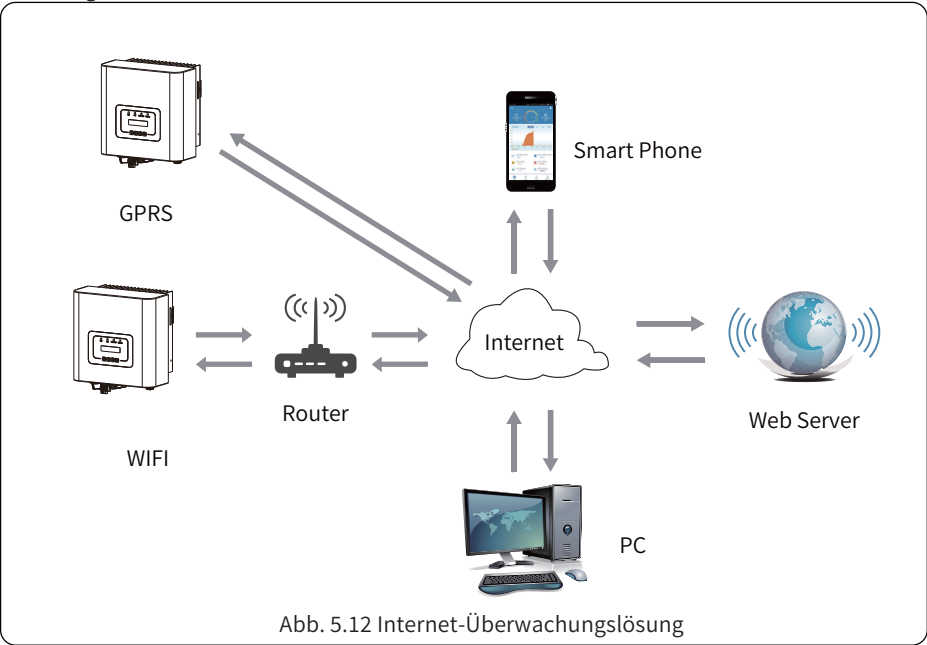 Smart Phone
GPRS
Internet
Router
Web Server
WIFI
PC
Abb. 5.12 Internet-Überwachungslösung